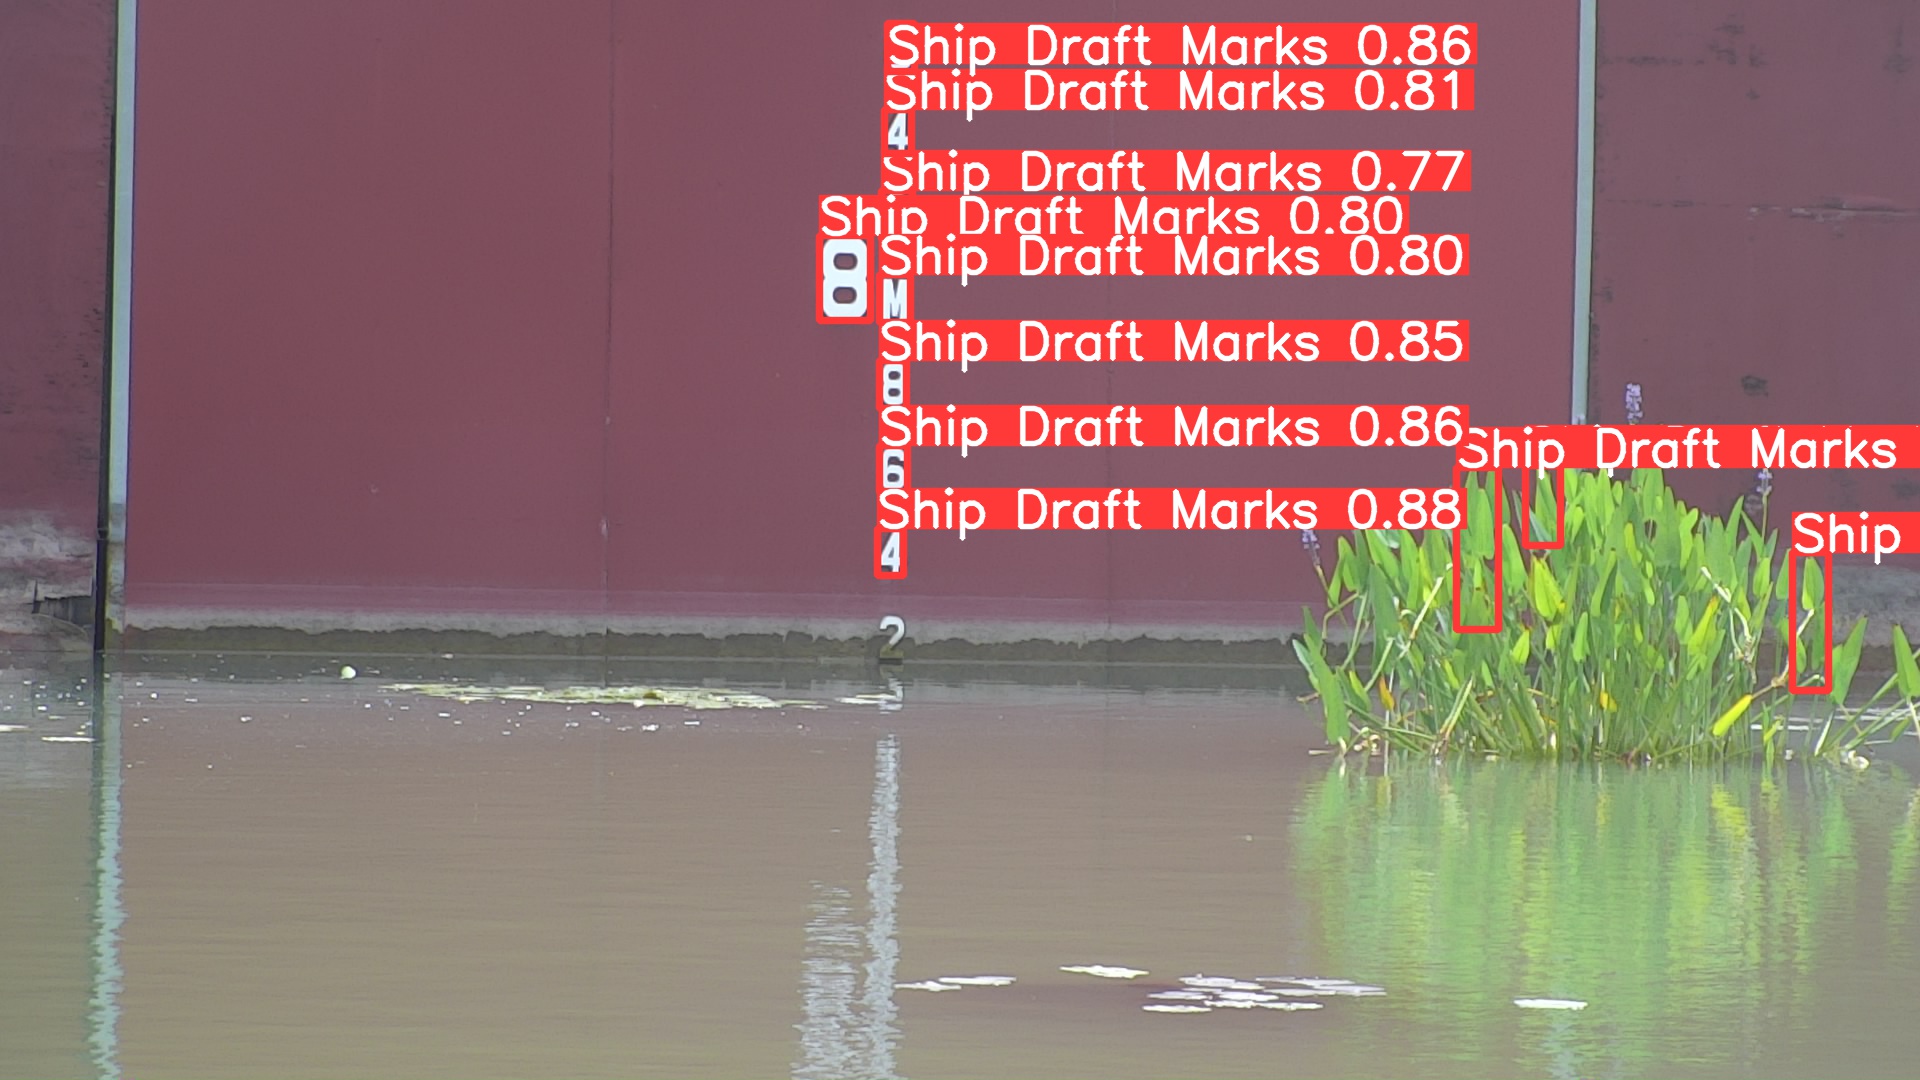 Ship Draft Marks 0.86
Ship Draft Marks 0.81
4
Ship Draft Marks 0.77
Ship Draft Marks 0.80
Ship Draft Marks 0.80
8 M
Ship Draft Marks 0.85
8
Ship Draft Marks 0.86
Ship Draft Marks
6
Ship Draft Marks 0.88
Ship
4
2